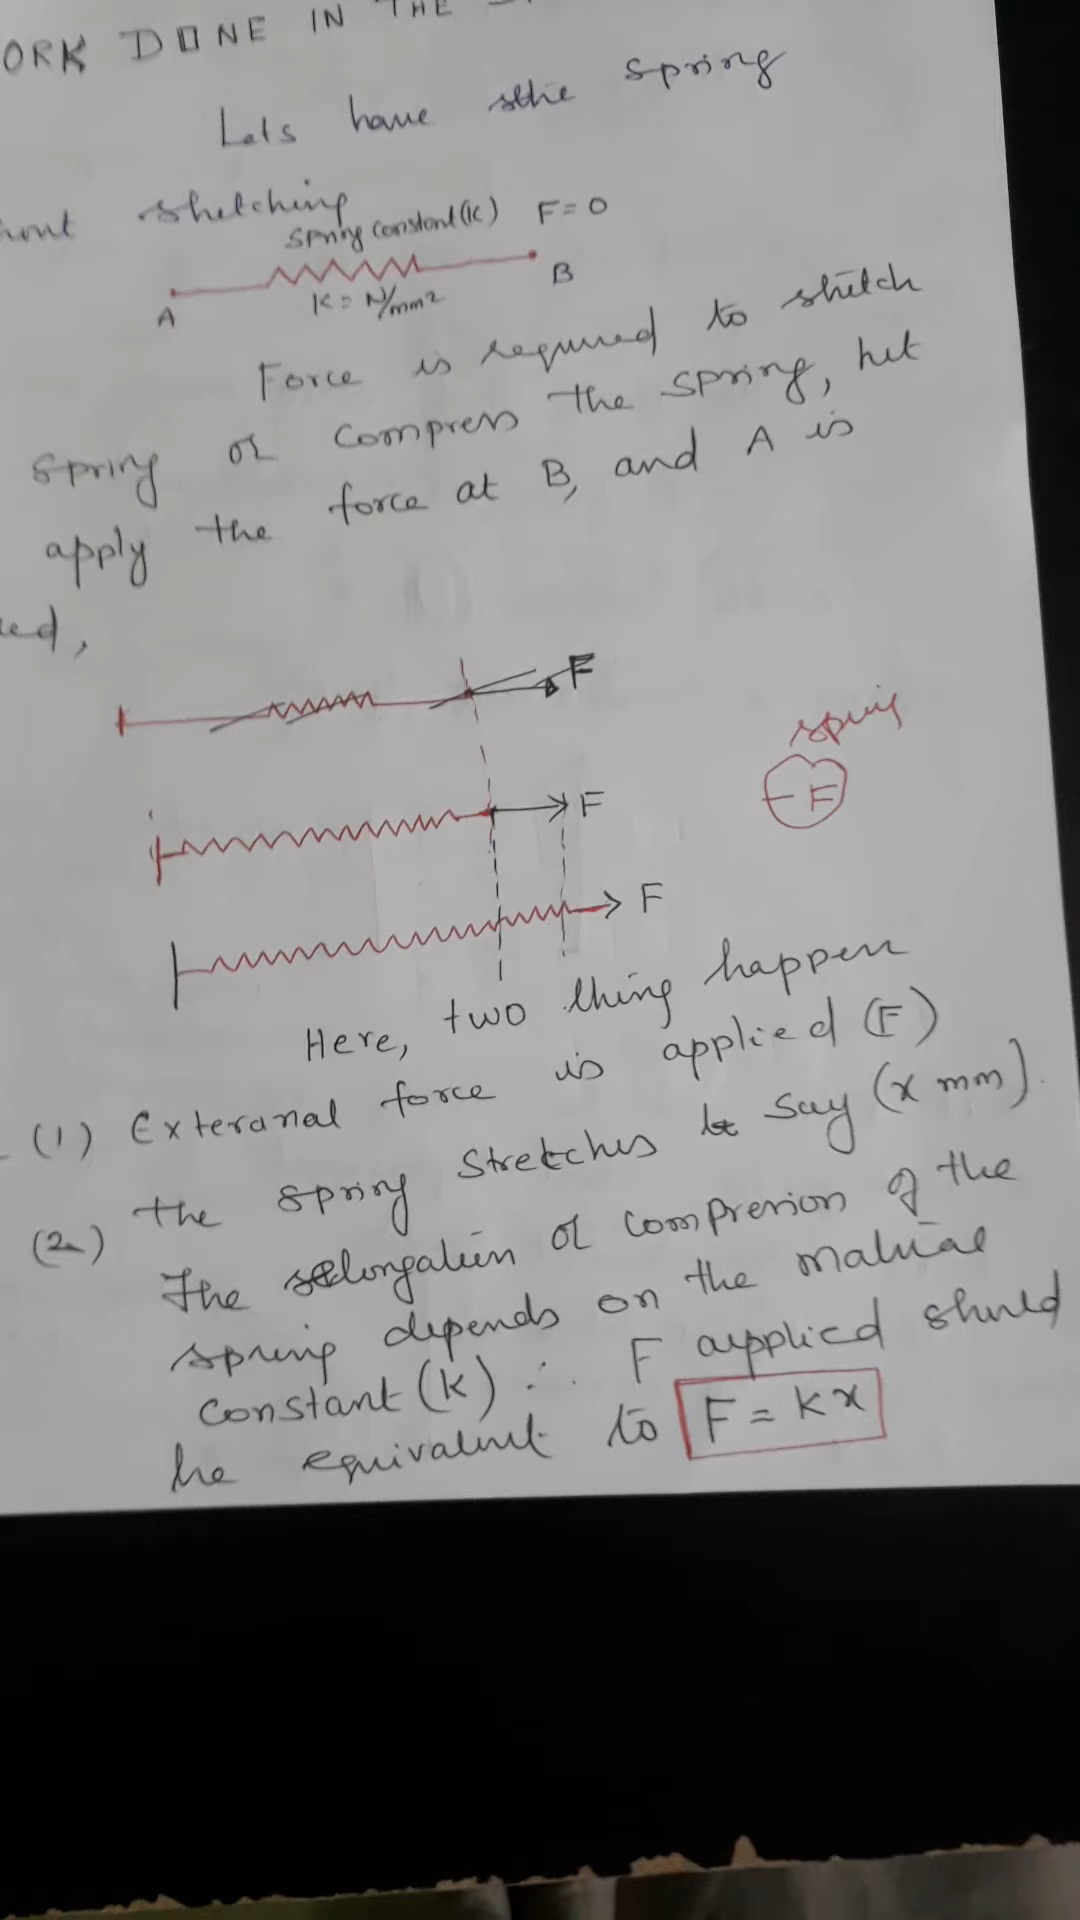 ORK DONE IN THE
Lets have sthe spring
stretching
Spring constant (K) F=0
A B
K = N/mm2
Force is required to stretch
spring or compress the spring, let
apply the force at B, and A is
ed,
F
spring
F
-F
F
Here, two thing happen
(1) Exteranal force is applied (F)
(2) the spring stretches say (x mm).
The elongation or compression of the
spring depends on the material
constant (K) ∴ F applied should
be equivalent to F = kx